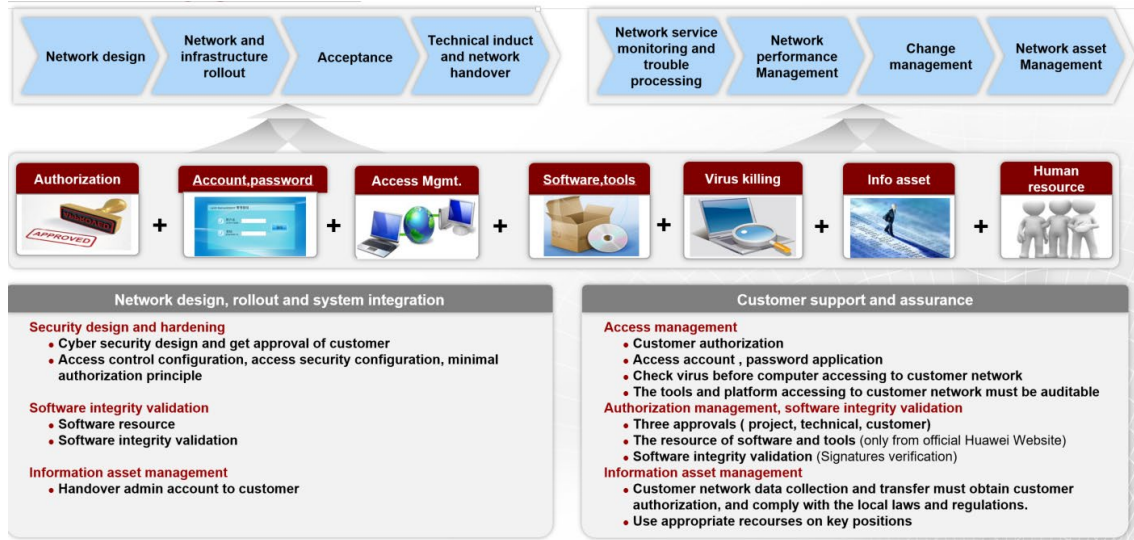 Network design
Network and
infrastructure
rollout
Acceptance
Technical induct
and network
handover
Network service
monitoring and
trouble
processing
Network
performance
Management
Change
management
Network asset
Management
Authorization
Account,password
Access Mgmt.
Software,tools
Virus killing
Info asset
Human
resource
APPROVED
+
+
+
+
+
+
Network design, rollout and system integration
Security design and hardening
• Cyber security design and get approval of customer
• Access control configuration, access security configuration, minimal
authorization principle
Software integrity validation
• Software resource
• Software integrity validation
Information asset management
• Handover admin account to customer
Customer support and assurance
Access management
• Customer authorization
• Access account , password application
• Check virus before computer accessing to customer network
• The tools and platform accessing to customer network must be auditable
Authorization management, software integrity validation
• Three approvals ( project, technical, customer)
• The resource of software and tools (only from official Huawei Website)
• Software integrity validation (Signatures verification)
Information asset management
• Customer network data collection and transfer must obtain customer
authorization, and comply with the local laws and regulations.
• Use appropriate recourses on key positions